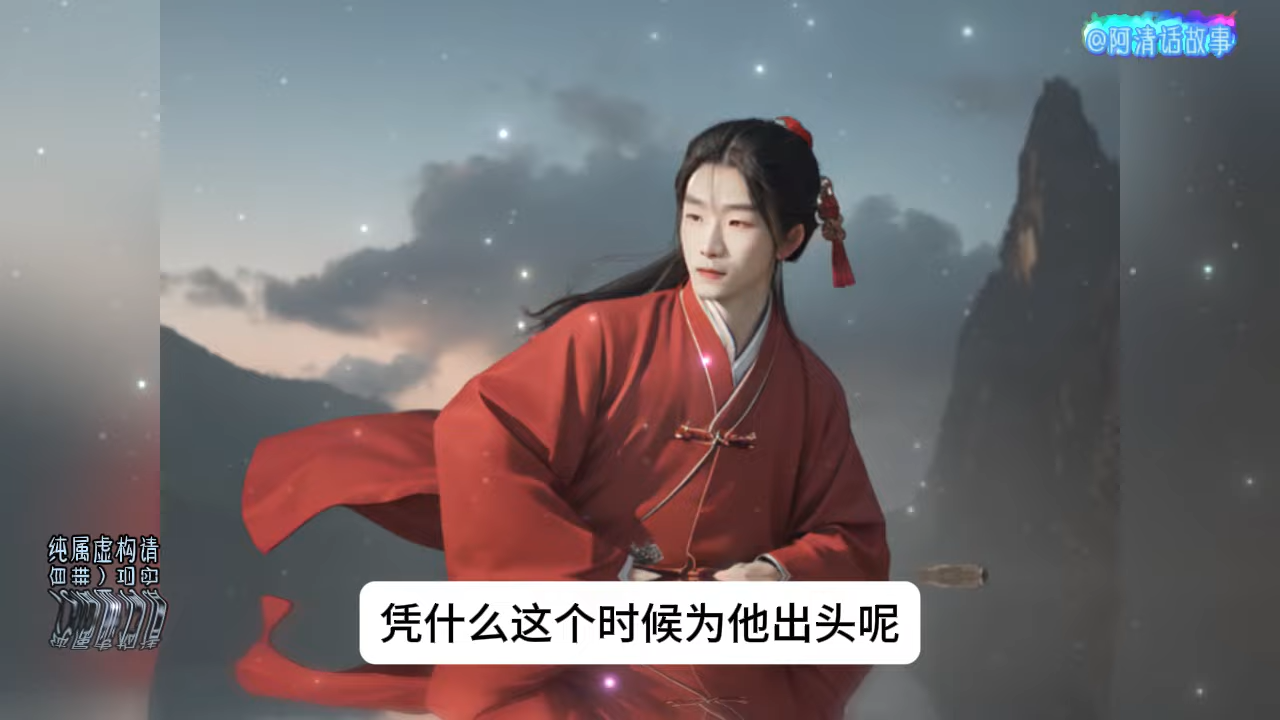 @阿清话故事
纯属虚构请
凭什么这个时候为他出头呢